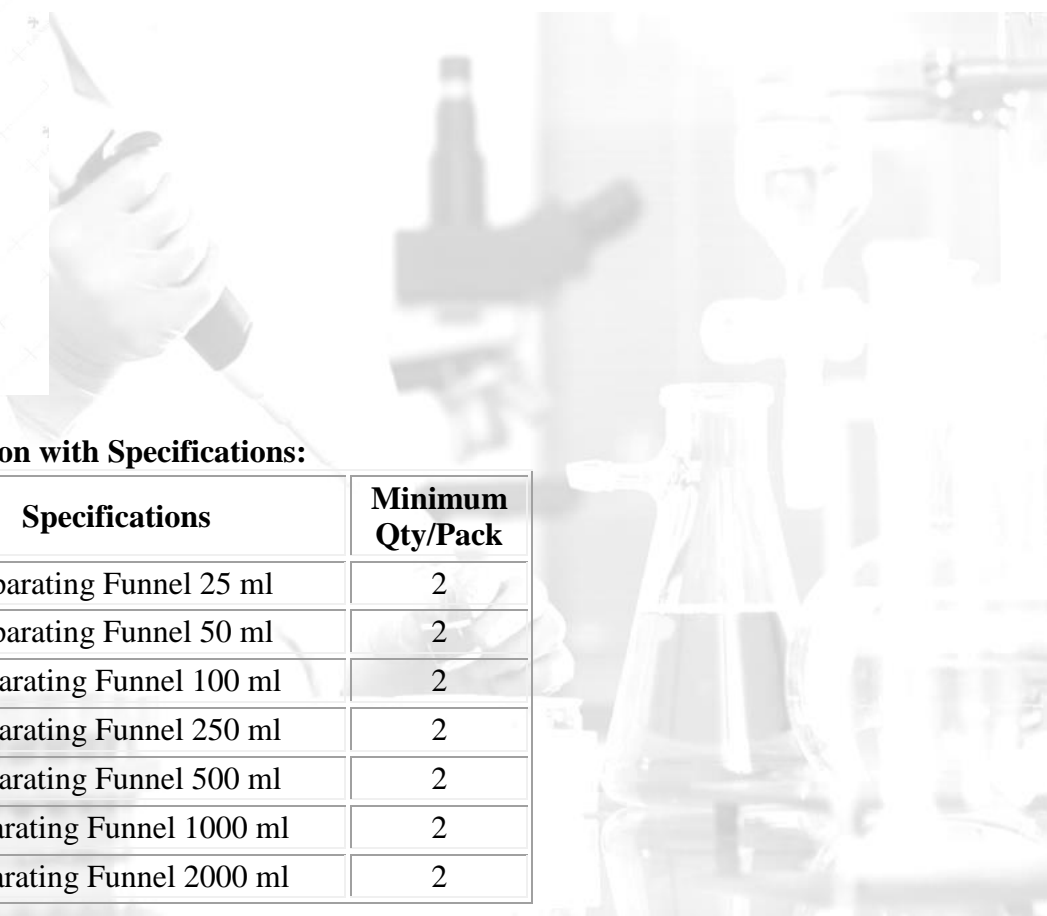 on with Specifications:
Specifications Minimum
Qty/Pack
parating Funnel 25 ml 2
parating Funnel 50 ml 2
arating Funnel 100 ml 2
arating Funnel 250 ml 2
arating Funnel 500 ml 2
arating Funnel 1000 ml 2
arating Funnel 2000 ml 2